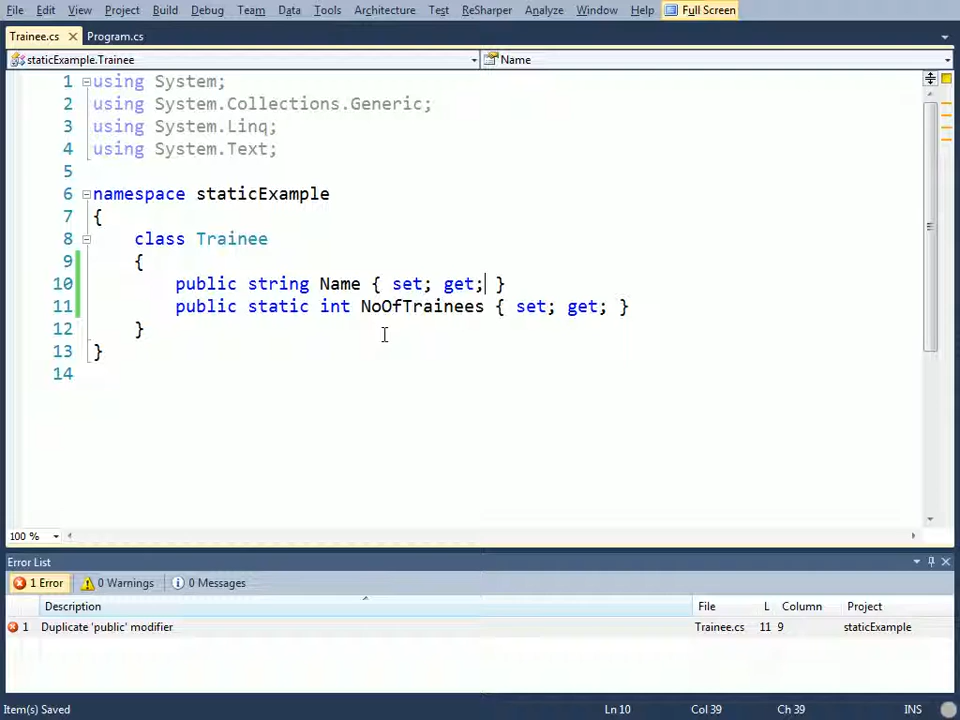 File Edit View Project Build Debug Team Data Tools Architecture Test ReSharper Analyze Window Help Full Screen
Trainee.cs Program.cs
staticExample.Trainee Name
1 using System;
2 using System.Collections.Generic;
3 using System.Linq;
4 using System.Text;
5
6 namespace staticExample
7 {
8 class Trainee
9 {
10 public string Name { set; get; }
11 public static int NoOfTrainees { set; get; }
12 }
13 }
14
100 %
Error List
1 Error 0 Warnings 0 Messages
Description File L Column Project
1 Duplicate 'public' modifier Trainee.cs 11 9 staticExample
Item(s) Saved Ln 10 Col 39 Ch 39 INS